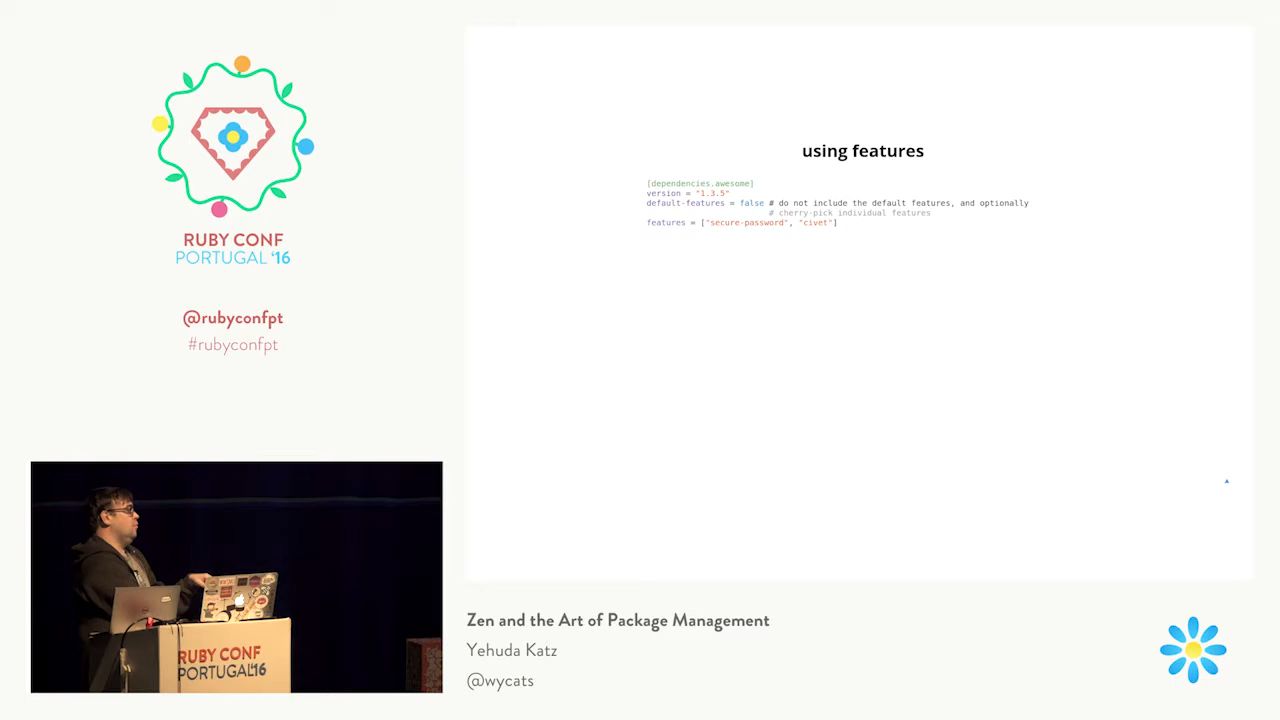 RUBY CONF
PORTUGAL '16
@rubyconfpt
#rubyconfpt
using features
[dependencies.awesome]
version = "1.3.5"
default-features = false # do not include the default features, and optionally
# cherry-pick individual features
features = ["secure-password", "civet"]
RUBY CONF
PORTUGAL'16
Zen and the Art of Package Management
Yehuda Katz
@wycats